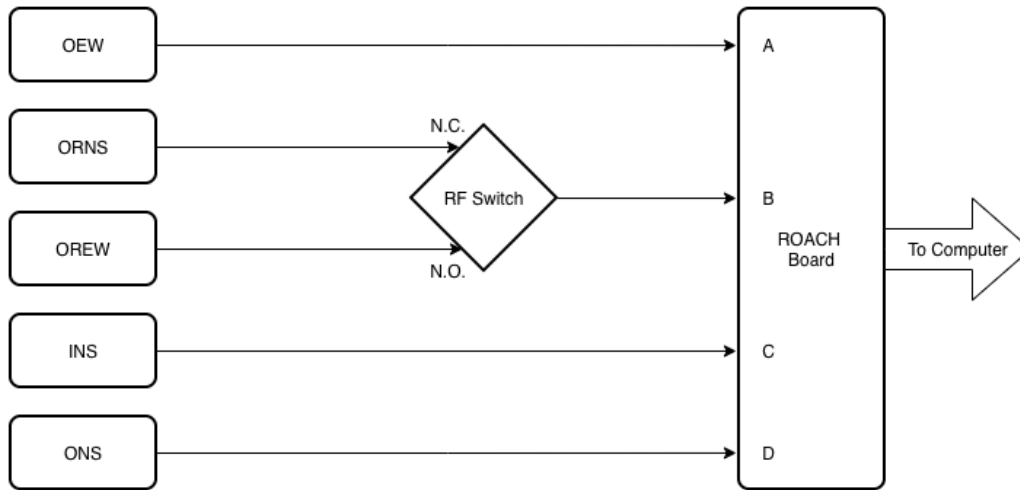 OEW
A
ORNS
N.C.
RF Switch
B
OREW
N.O.
ROACH
Board
To Computer
INS
C
ONS
D